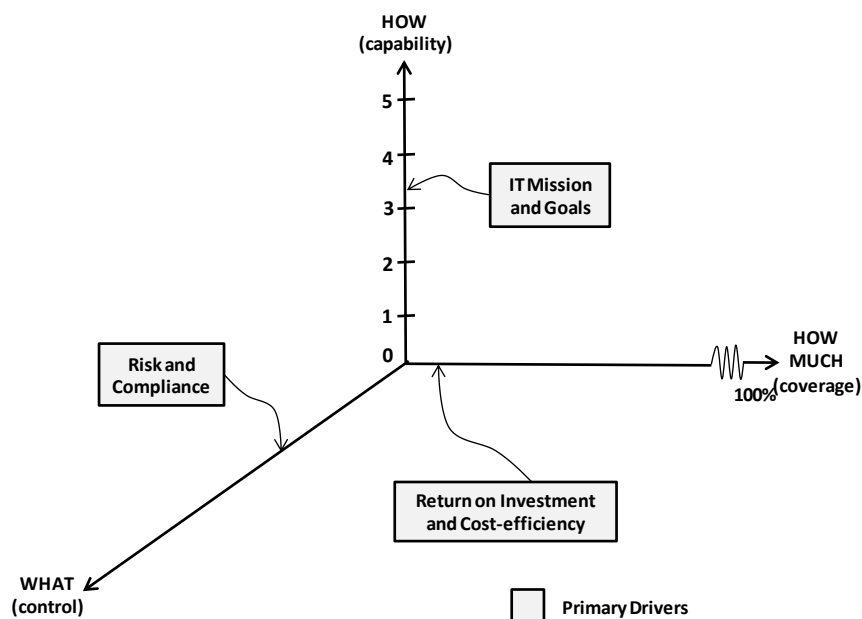 HOW
(capability)
5
4
3
2
1
0
IT Mission
and Goals
Risk and
Compliance
HOW
MUCH
(coverage)
100%
Return on Investment
and Cost-efficiency
WHAT
(control)
Primary Drivers